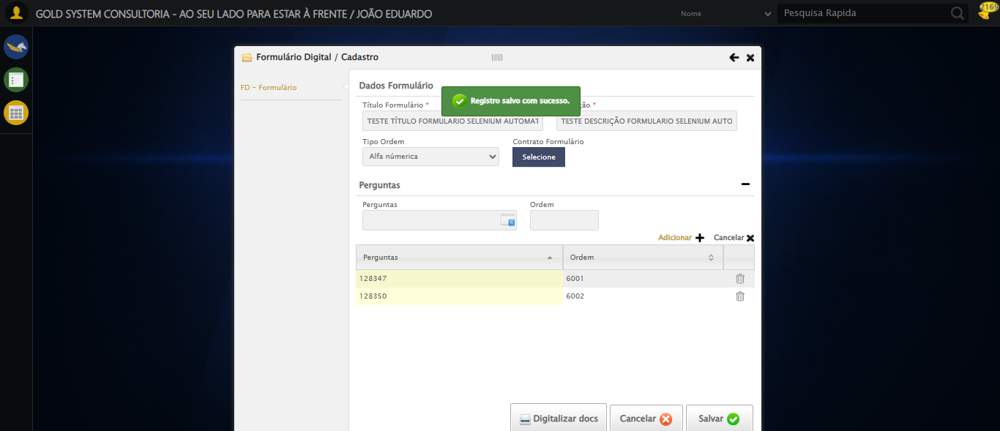 GOLD SYSTEM CONSULTORIA - AO SEU LADO PARA ESTAR À FRENTE / JOÃO EDUARDO
Nome
Pesquisa Rapida
2169
Formulário Digital / Cadastro
FD - Formulário
Dados Formulário
Registro salvo com sucesso.
Título Formulário *
ão *
TESTE TÍTULO FORMULARIO SELENIUM AUTOMAT
TESTE DESCRIÇÃO FORMULARIO SELENIUM AUTO
Tipo Ordem
Contrato Formulário
Alfa númerica
Selecione
Perguntas
Perguntas
Ordem
Adicionar
Cancelar
Perguntas
Ordem
128347
6001
128350
6002
Digitalizar docs
Cancelar
Salvar